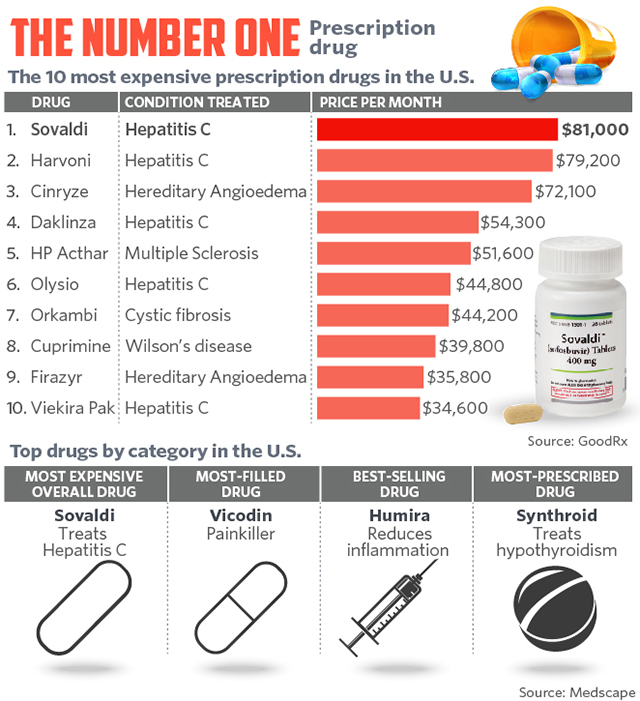 THE NUMBER ONE Prescription drug
The 10 most expensive prescription drugs in the U.S.
DRUG CONDITION TREATED PRICE PER MONTH
1. Sovaldi Hepatitis C $81,000
2. Harvoni Hepatitis C $79,200
3. Cinryze Hereditary Angioedema $72,100
4. Daklinza Hepatitis C $54,300
5. HP Acthar Multiple Sclerosis $51,600
6. Olysio Hepatitis C $44,800
7. Orkambi Cystic fibrosis $44,200
8. Cuprimine Wilson's disease $39,800
9. Firazyr Hereditary Angioedema $35,800
10. Viekira Pak Hepatitis C $34,600
Sovaldi™
(sofosbuvir) Tablets
400 mg
Source: GoodRx
Top drugs by category in the U.S.
MOST EXPENSIVE OVERALL DRUG
MOST-FILLED DRUG
BEST-SELLING DRUG
MOST-PRESCRIBED DRUG
Sovaldi
Treats
Hepatitis C
Vicodin
Painkiller
Humira
Reduces
inflammation
Synthroid
Treats
hypothyroidism
Source: Medscape